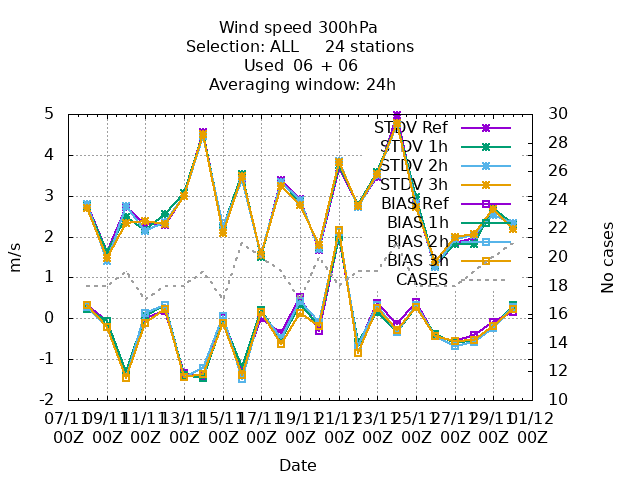 Wind speed 300hPa
Selection: ALL 24 stations
Used 06 + 06
Averaging window: 24h
5
4
3
2
1
0
-1
-2
m/s
30
28
26
24
22
20
18
16
14
12
10
No cases
STDV Ref
STDV 1h
STDV 2h
STDV 3h
BIAS Ref
BIAS 1h
BIAS 2h
BIAS 3h
CASES
07/11 09/11 11/11 13/11 15/11 17/11 19/11 21/11 23/11 25/11 27/11 29/11 01/12
00Z 00Z 00Z 00Z 00Z 00Z 00Z 00Z 00Z 00Z 00Z 00Z 00Z
Date